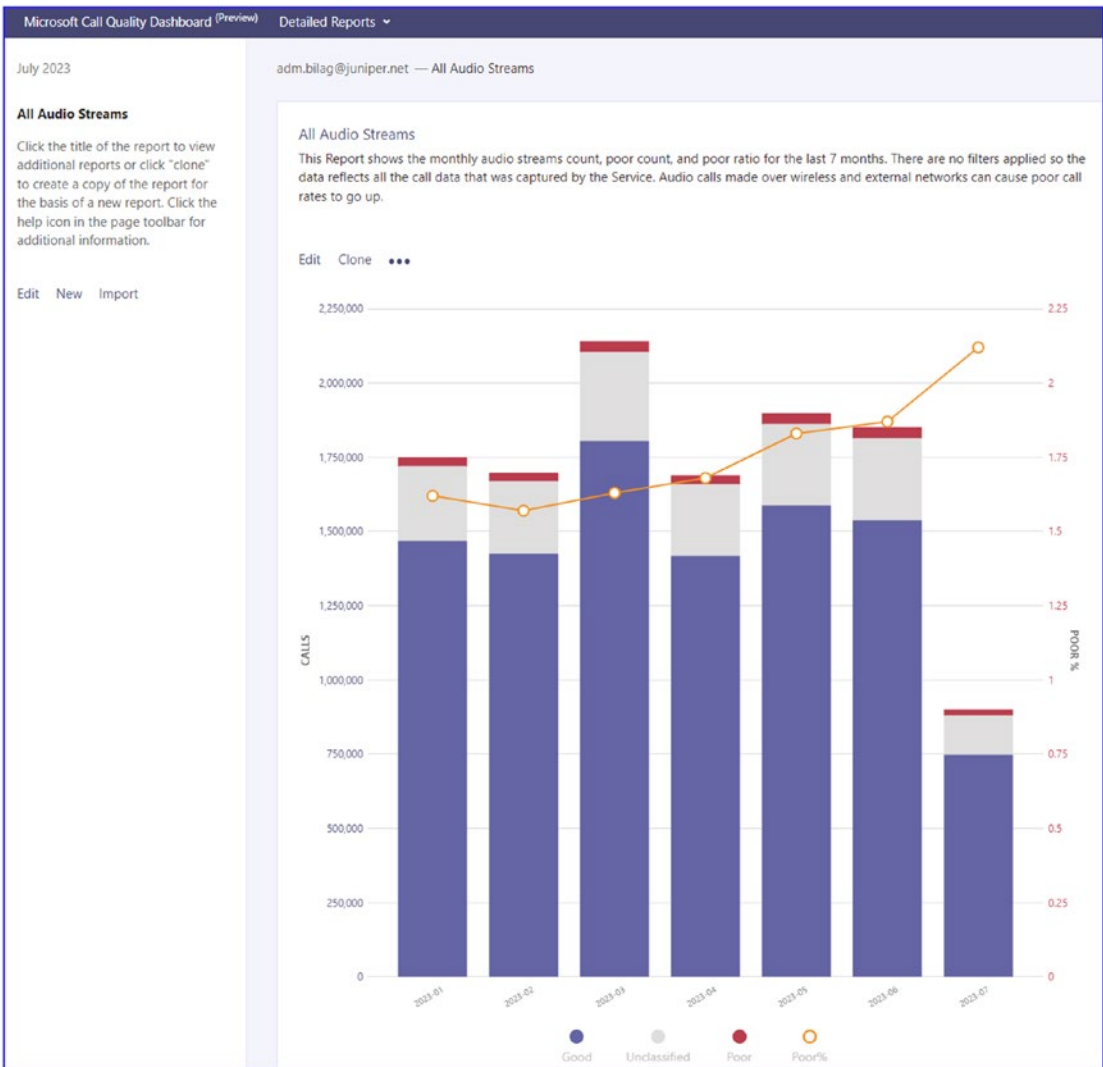 Microsoft Call Quality Dashboard (Preview) Detailed Reports
July 2023
All Audio Streams
Click the title of the report to view
additional reports or click "clone"
to create a copy of the report for
the basis of a new report. Click the
help icon in the page toolbar for
additional information.
Edit New Import
adm.bilag@juniper.net — All Audio Streams
All Audio Streams
This Report shows the monthly audio streams count, poor count, and poor ratio for the last 7 months. There are no filters applied so the
data reflects all the call data that was captured by the Service. Audio calls made over wireless and external networks can cause poor call
rates to go up.
Edit Clone •••
2,250,000 2.25
2,000,000 2
1,750,000 1.75
1,500,000 1.5
1,250,000 1.25
CALLS POOR %
1,000,000 1
750,000 0.75
500,000 0.5
250,000 0.25
0 0
2023-01 2023-02 2023-03 2023-04 2023-05 2023-06 2023-07
Good Unclassified Poor Poor%